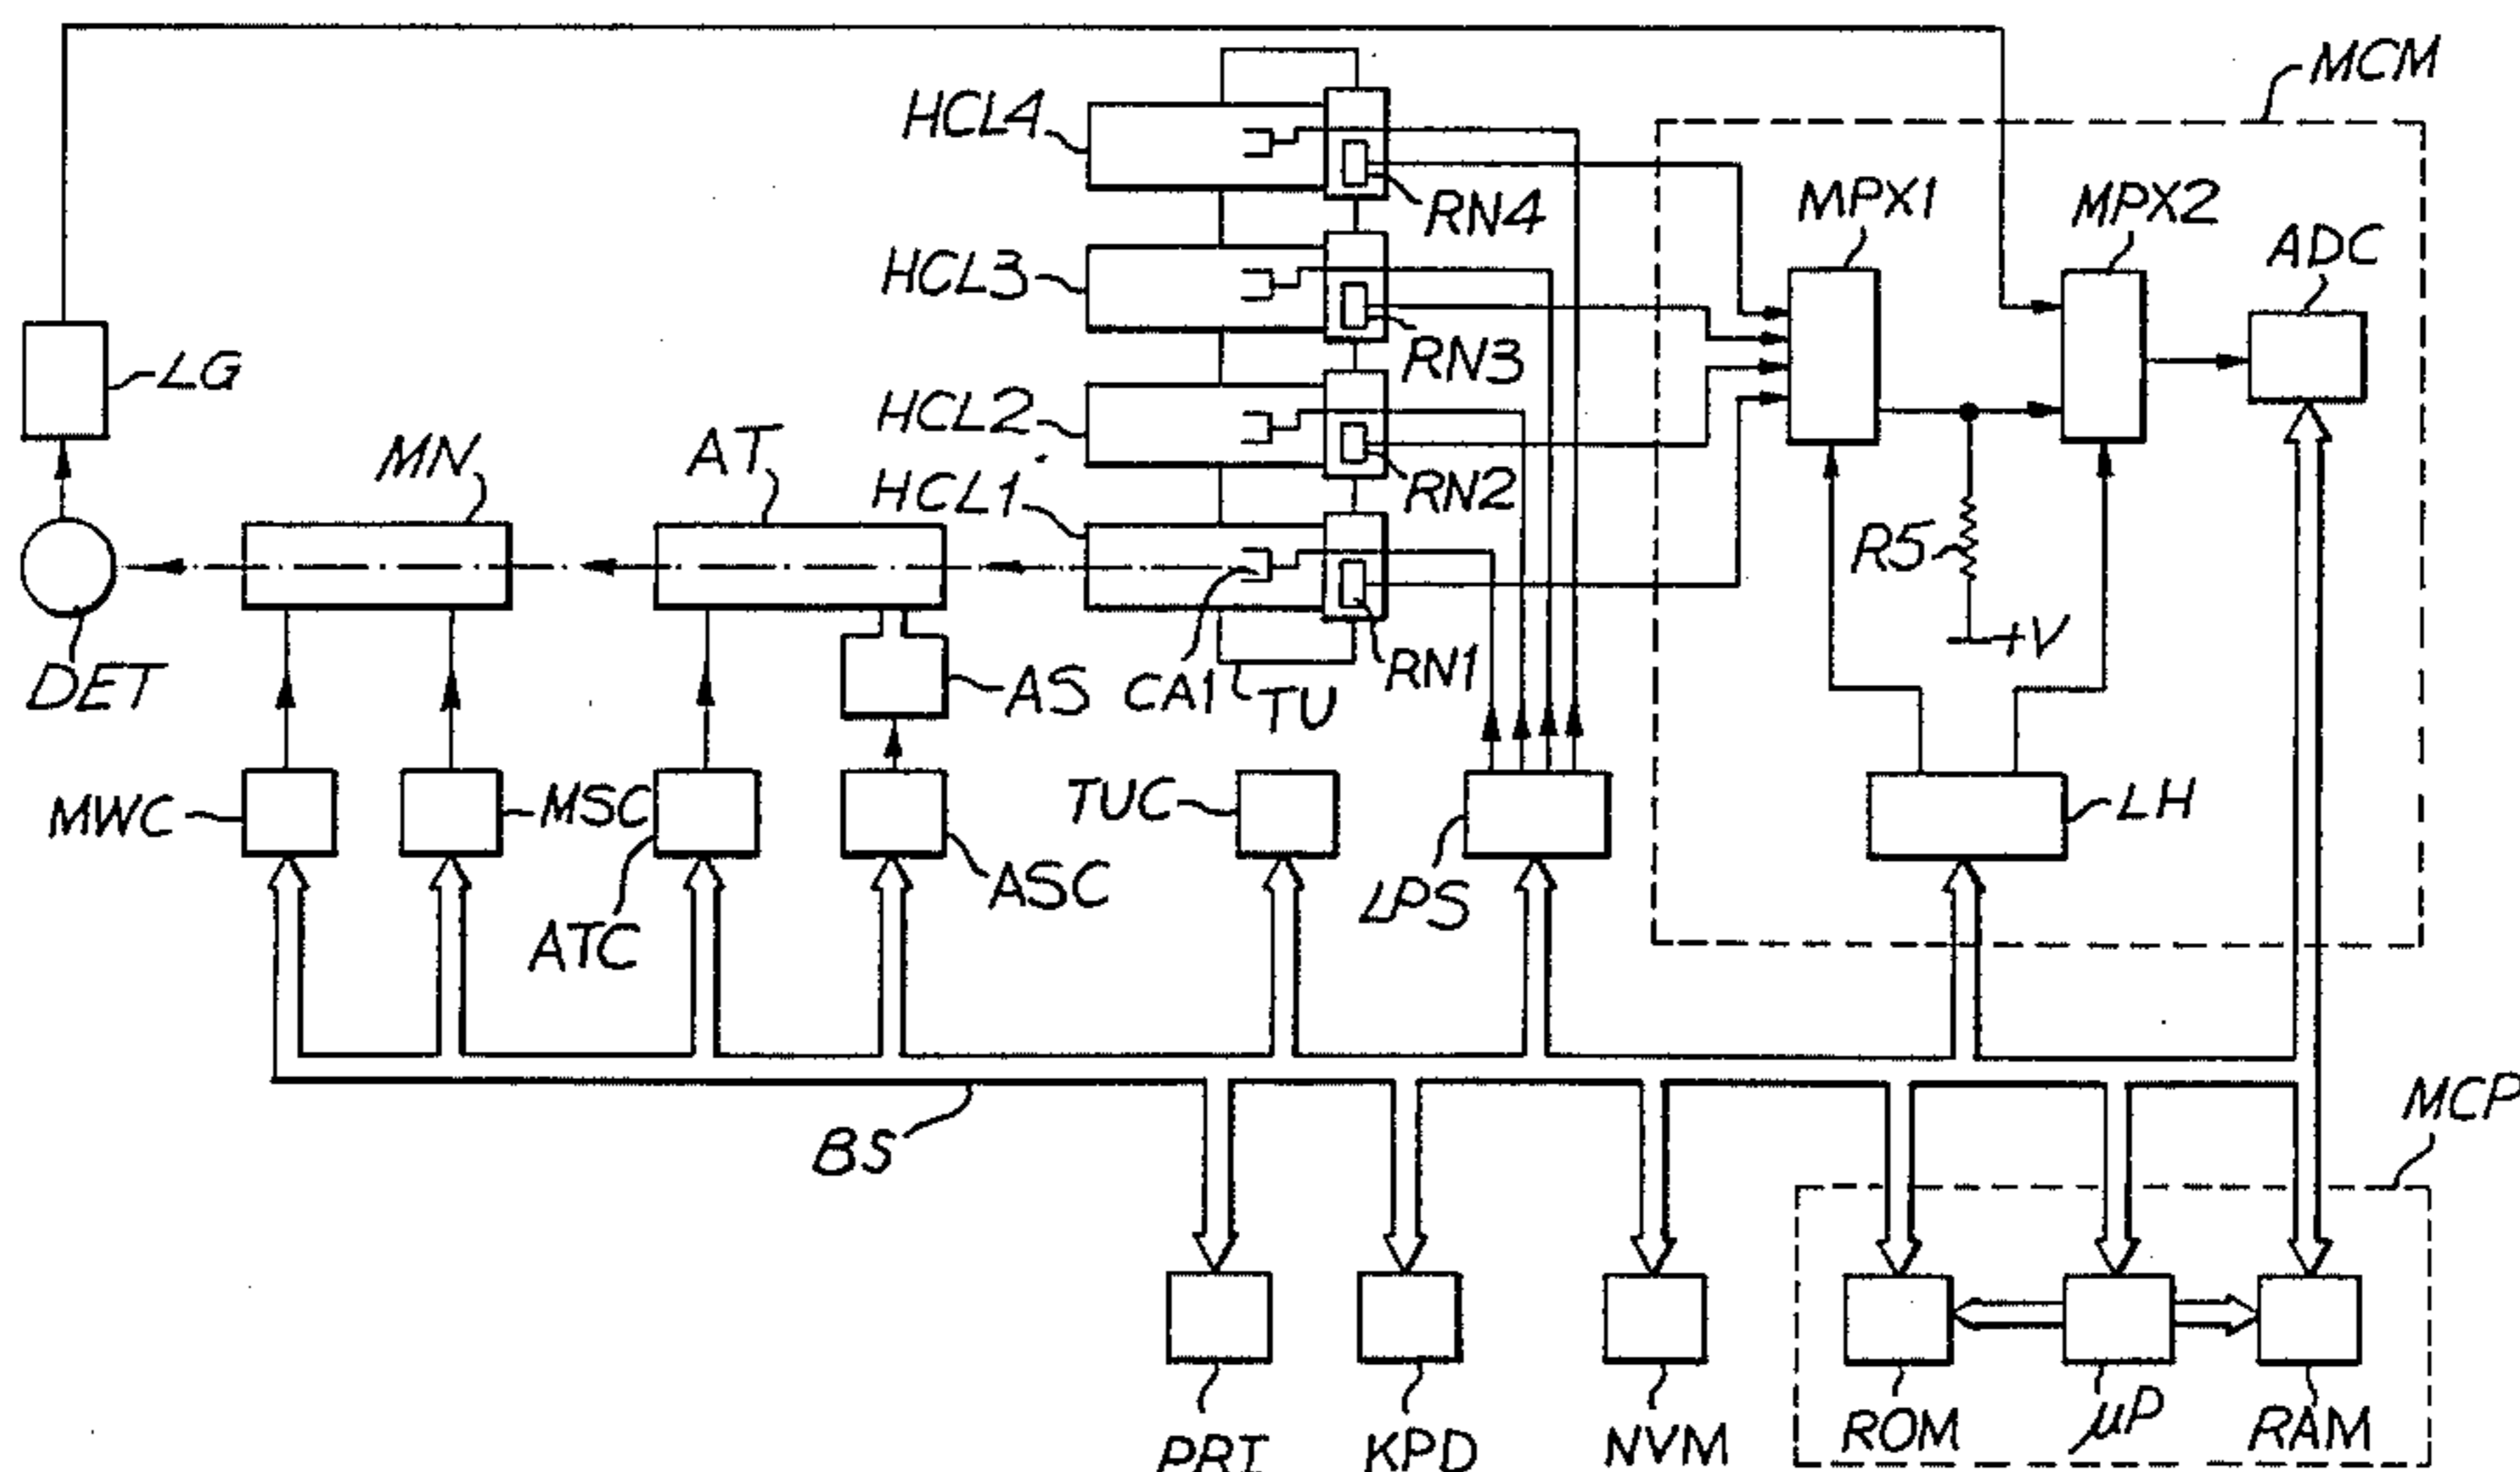 MCM
HCL4
RN4
MPX1
MPX2
ADC
HCL3
RN3
LG
HCL2
MN
AT
RN2
HCL1
R5
+V
DET
AS
CA1
TU
RN1
MWC
MSC
TUC
LH
ATC
ASC
LPS
BS
MCP
PRI
KPD
NVM
ROM
μP
RAM